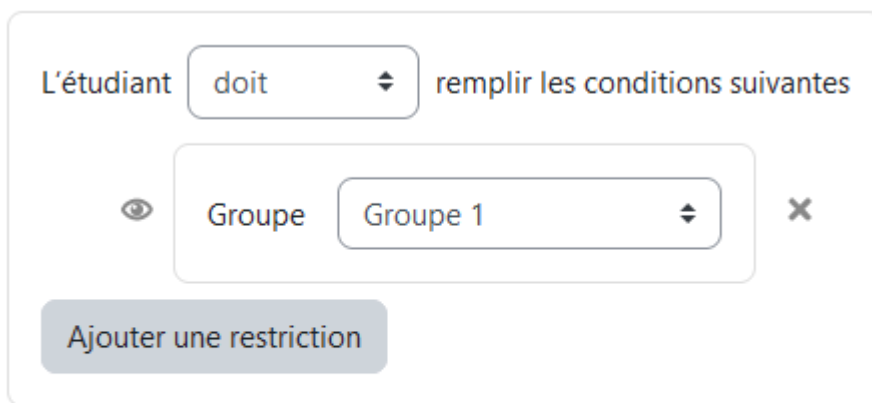 L'étudiant doit remplir les conditions suivantes
Groupe Groupe 1
Ajouter une restriction